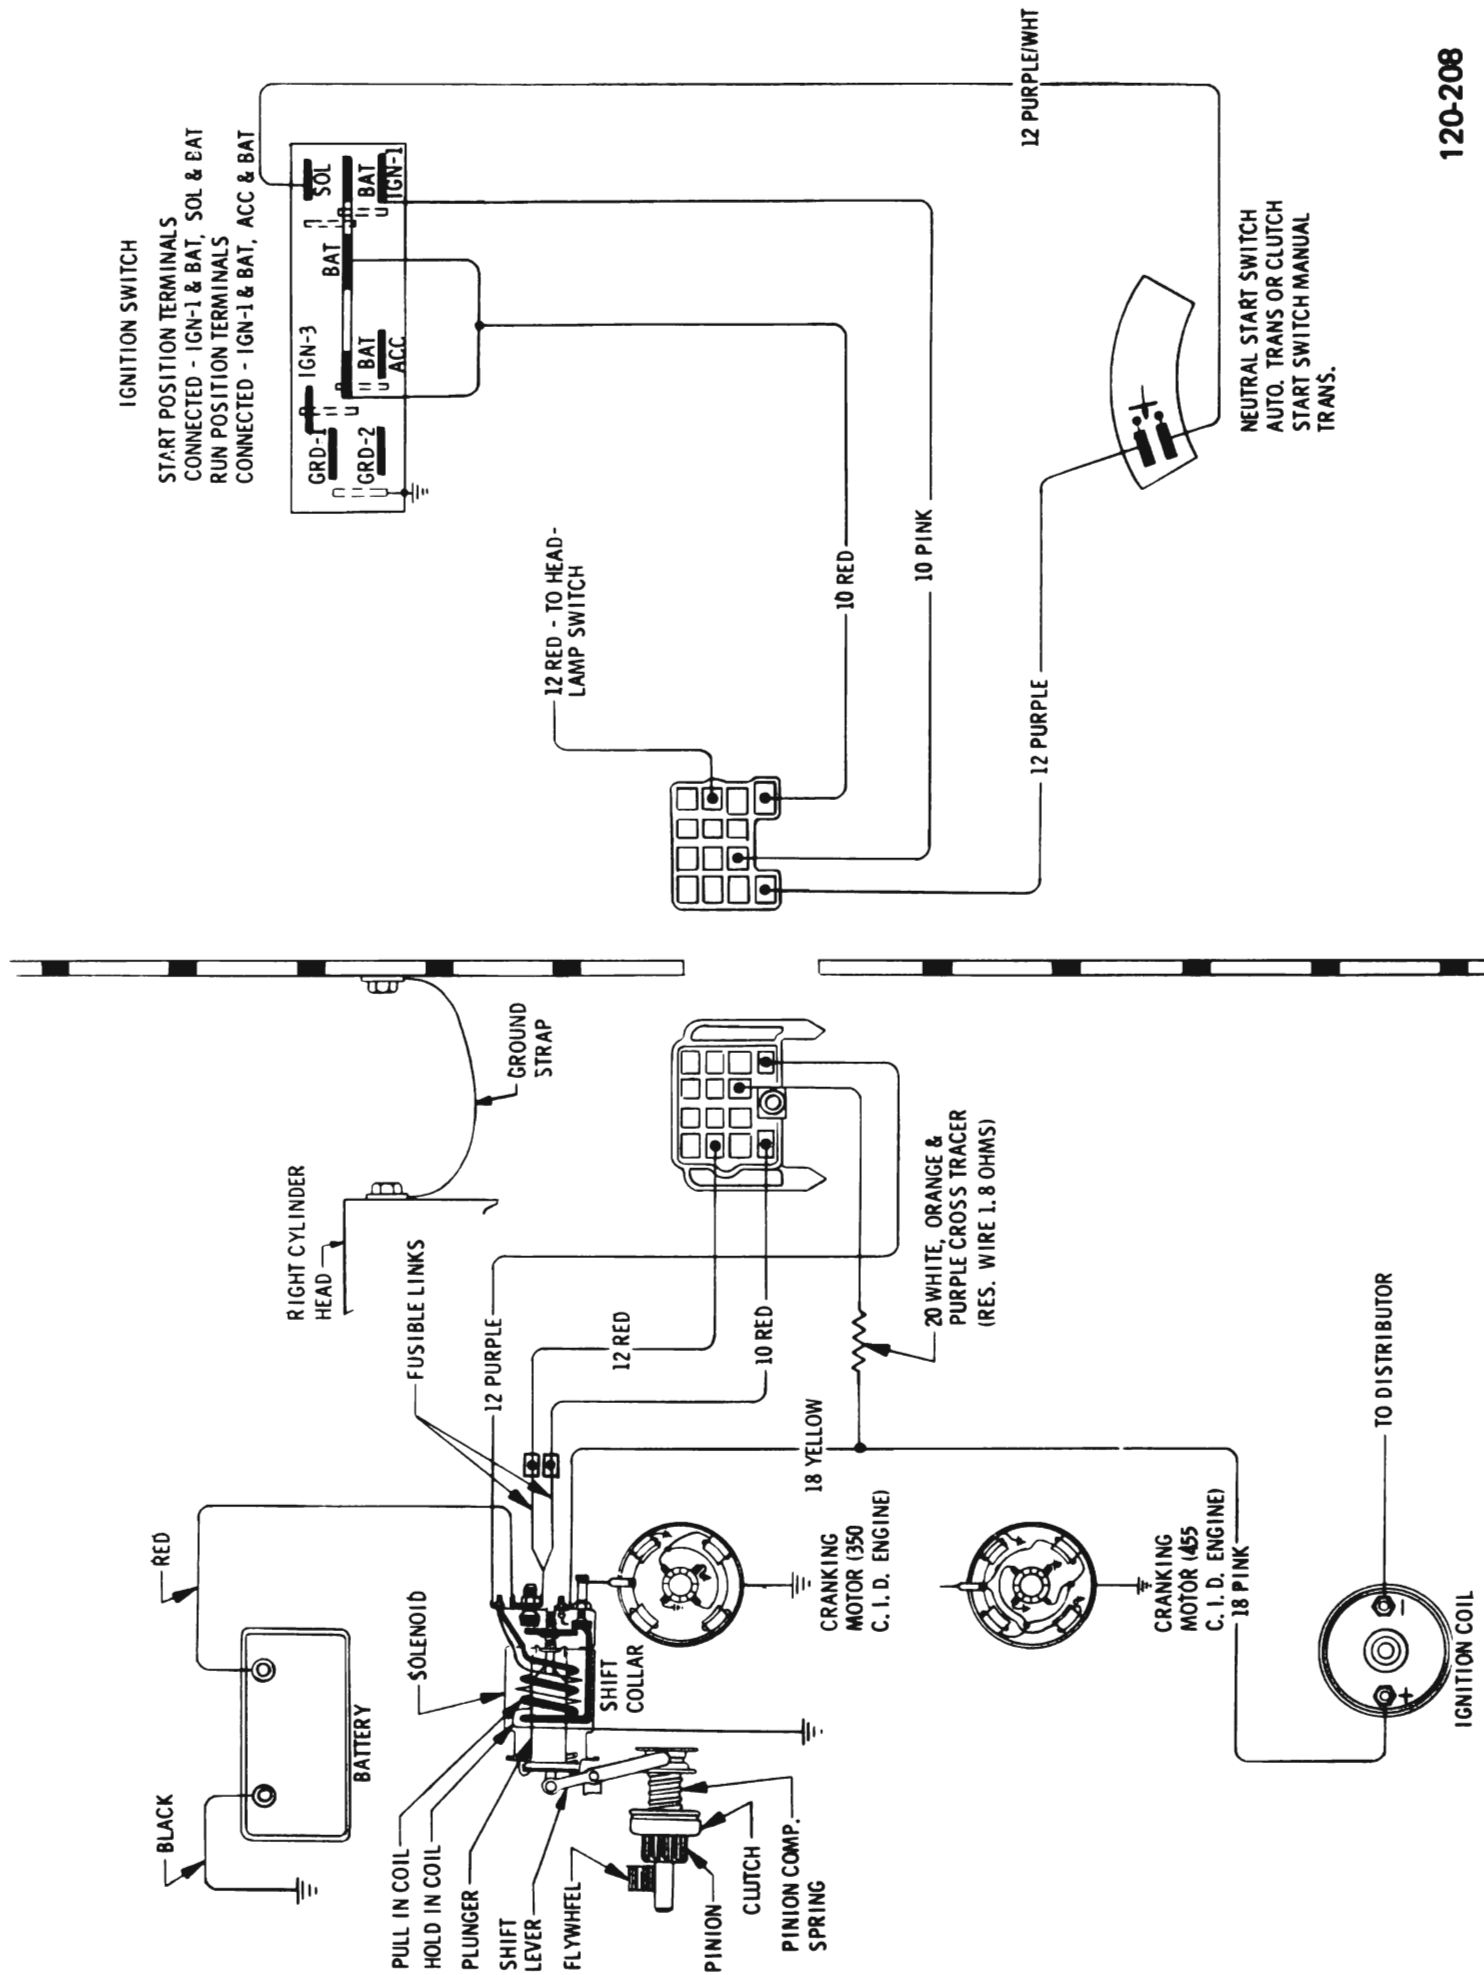 IGNITION SWITCH
START POSITION TERMINALS
CONNECTED - IGN-1 & BAT, SOL & BAT
RUN POSITION TERMINALS
CONNECTED - IGN-1 & BAT, ACC & BAT
GRD-1
IGN-3
BAT
SOL
GRD-2
BAT
ACC
BAT
IGN-1
12 PURPLE/WHT
12 RED - TO HEAD-
LAMP SWITCH
10 RED
10 PINK
12 PURPLE
NEUTRAL START SWITCH
AUTO. TRANS OR CLUTCH
START SWITCH MANUAL
TRANS.
120-208
BLACK
RED
BATTERY
RIGHT CYLINDER
HEAD
GROUND
STRAP
FUSIBLE LINKS
SOLENOID
12 PURPLE
12 RED
10 RED
20 WHITE, ORANGE &
PURPLE CROSS TRACER
(RES. WIRE 1.8 OHMS)
PULL IN COIL
HOLD IN COIL
PLUNGER
SHIFT
LEVER
FLYWHEEL
SHIFT
COLLAR
PINION
CLUTCH
PINION COMP.
SPRING
18 YELLOW
CRANKING
MOTOR (350
C. I. D. ENGINE)
CRANKING
MOTOR (455
C. I. D. ENGINE)
18 PINK
TO DISTRIBUTOR
+
-
IGNITION COIL